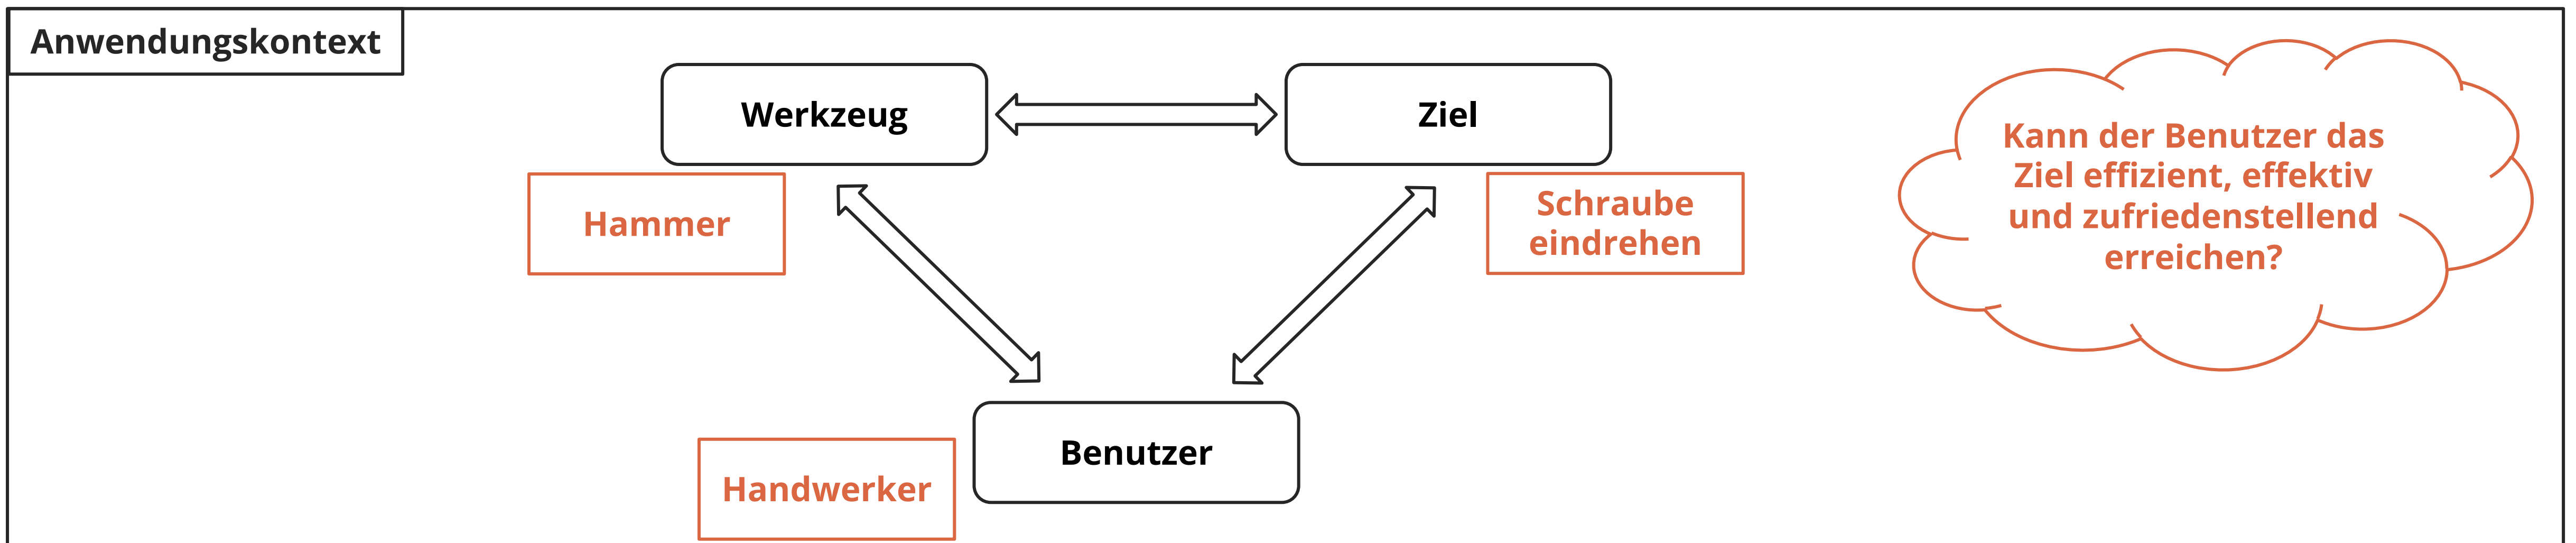 Anwendungskontext
Werkzeug
Ziel
Hammer
Schraube
eindrehen
Benutzer
Handwerker
Kann der Benutzer das
Ziel effizient, effektiv
und zufriedenstellend
erreichen?